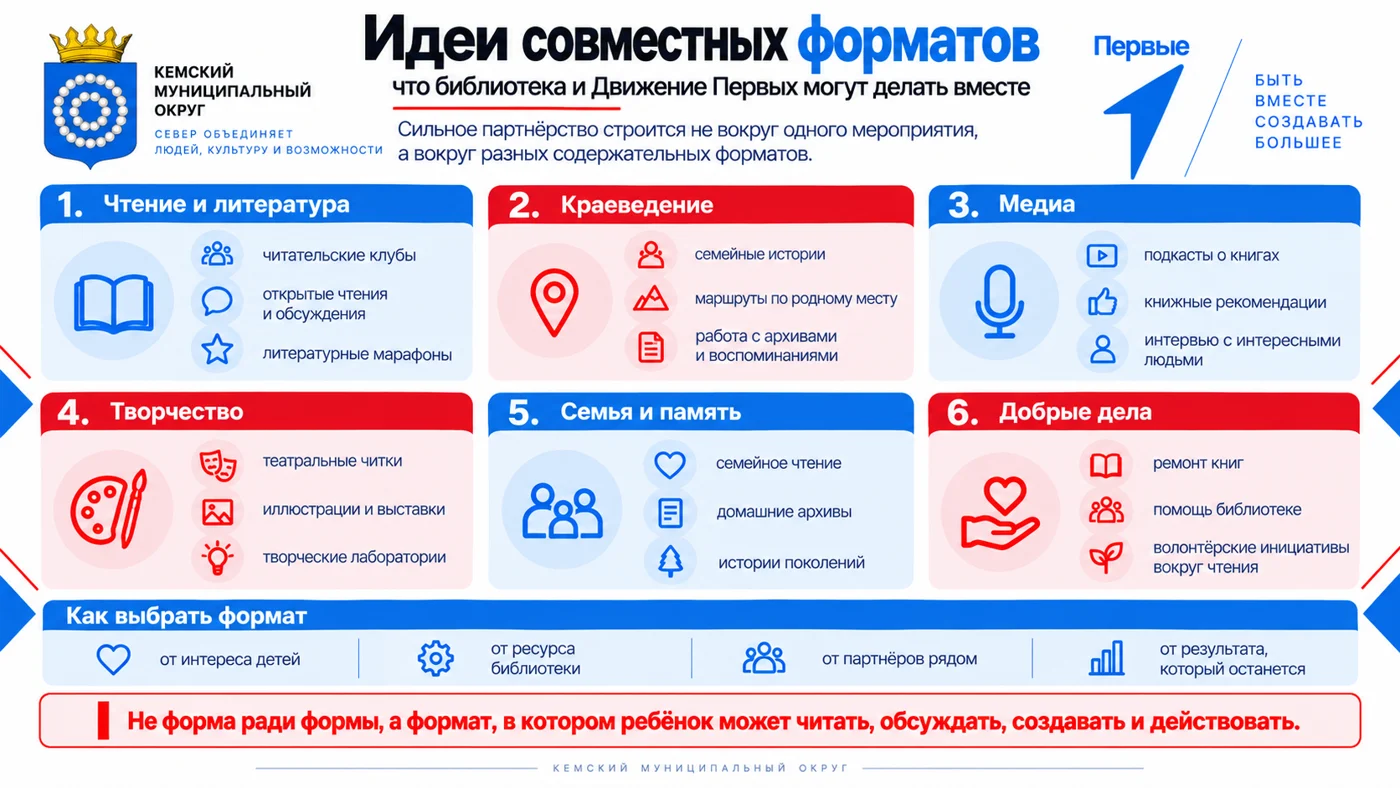 Идеи совместных форматов
что библиотека и Движение Первых могут делать вместе
Сильное партнёрство строится не вокруг одного мероприятия,
а вокруг разных содержательных форматов.
КЕМСКИЙ
МУНИЦИПАЛЬНЫЙ
ОКРУГ
СЕВЕР ОБЪЕДИНЯЕТ
ЛЮДЕЙ, КУЛЬТУРУ И ВОЗМОЖНОСТИ
Первые
БЫТЬ
ВМЕСТЕ
СОЗДАВАТЬ
БОЛЬШЕЕ
1. Чтение и литература
читательские клубы
открытые чтения
и обсуждения
литературные марафоны
2. Краеведение
семейные истории
маршруты по родному месту
работа с архивами
и воспоминаниями
3. Медиа
подкасты о книгах
книжные рекомендации
интервью с интересными
людьми
4. Творчество
театральные читки
иллюстрации и выставки
творческие лаборатории
5. Семья и память
семейное чтение
домашние архивы
истории поколений
6. Добрые дела
ремонт книг
помощь библиотеке
волонтёрские инициативы
вокруг чтения
Как выбрать формат
от интереса детей
от ресурса
библиотеки
от партнёров рядом
от результата,
который останется
Не форма ради формы, а формат, в котором ребёнок может читать, обсуждать, создавать и действовать.
КЕМСКИЙ МУНИЦИПАЛЬНЫЙ ОКРУГ